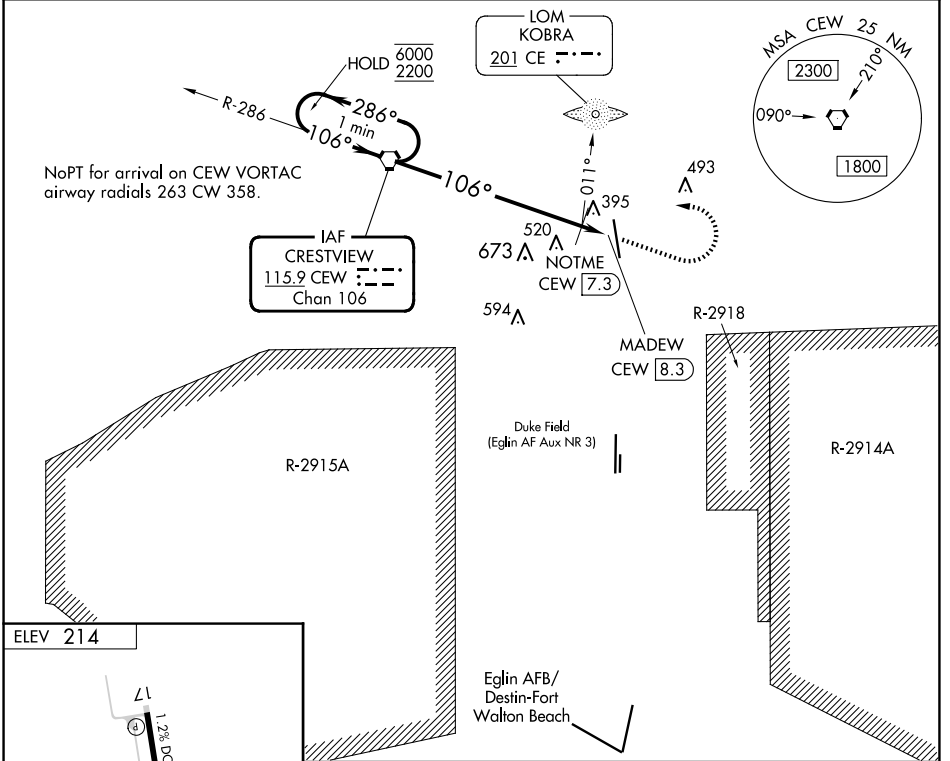 LOM
KOBRA
201 CE
HOLD 6000
2200
MSA CEW 25 NM
2300
210°
090°
1800
R-286
286°
1 min
106°
106°
011°
NoPT for arrival on CEW VORTAC
airway radials 263 CW 358.
493
395
520
673
594
NOTME
CEW 7.3
IAF
CRESTVIEW
115.9 CEW
Chan 106
MADEW
CEW 8.3
R-2918
Duke Field
(Eglin AF Aux NR 3)
R-2915A
R-2914A
ELEV 214
17
P
1.2% DO
Eglin AFB/
Destin-Fort
Walton Beach